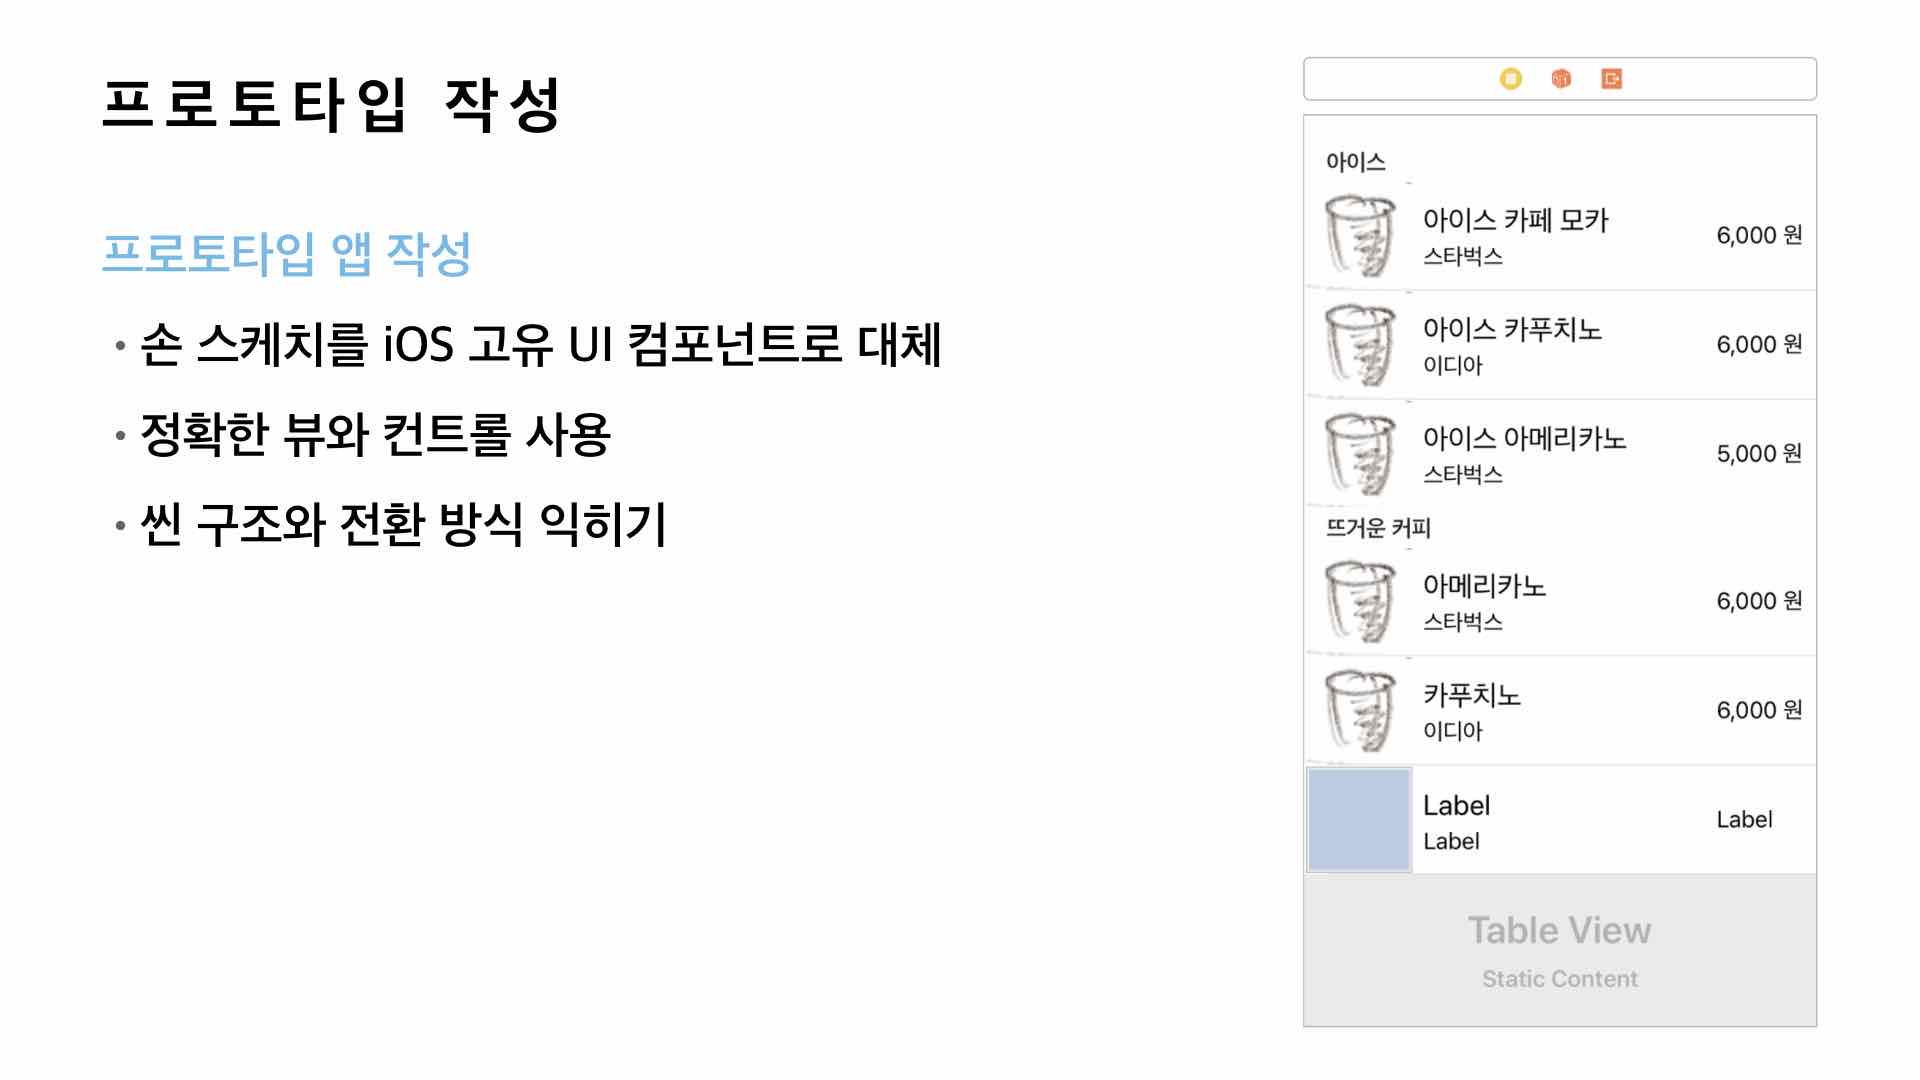 프로토타입 작성
프로토타입 앱 작성
• 손 스케치를 iOS 고유 UI 컴포넌트로 대체
• 정확한 뷰와 컨트롤 사용
• 씬 구조와 전환 방식 익히기
아이스
아이스 카페 모카
스타벅스
6,000 원
아이스 카푸치노
이디아
6,000 원
아이스 아메리카노
스타벅스
5,000 원
뜨거운 커피
아메리카노
스타벅스
6,000 원
카푸치노
이디아
6,000 원
Label
Label
Label
Table View
Static Content